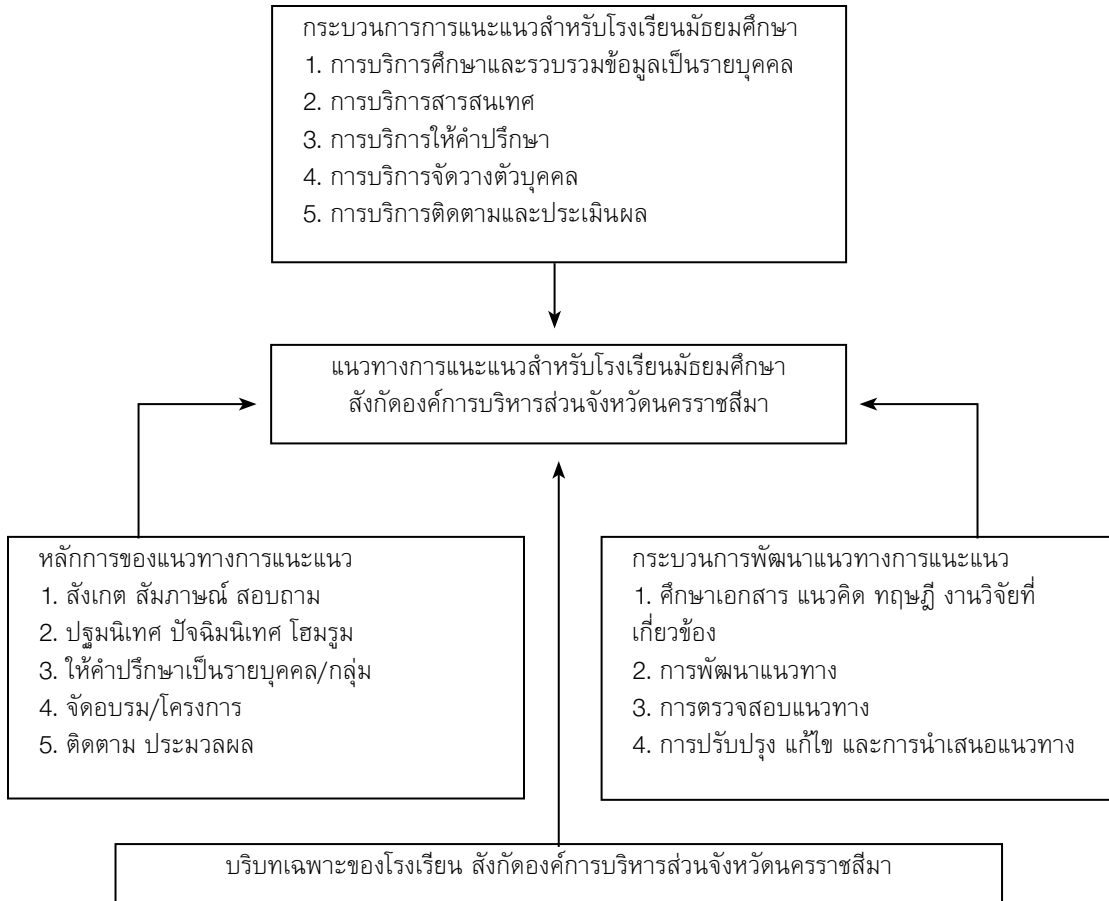 กระบวนการการแนะแนวสำหรับโรงเรียนมัธยมศึกษา
1. การบริการศึกษาและรวบรวมข้อมูลเป็นรายบุคคล
2. การบริการสารสนเทศ
3. การบริการให้คำปรึกษา
4. การบริการจัดวางตัวบุคคล
5. การบริการติดตามและประเมินผล
แนวทางการแนะแนวสำหรับโรงเรียนมัธยมศึกษา
สังกัดองค์การบริหารส่วนจังหวัดนครราชสีมา
หลักการของแนวทางการแนะแนว
1. สังเกต สัมภาษณ์ สอบถาม
2. ปฐมนิเทศ ปัจฉิมนิเทศ โฮมรูม
3. ให้คำปรึกษาเป็นรายบุคคล/กลุ่ม
4. จัดอบรม/โครงการ
5. ติดตาม ประมวลผล
กระบวนการพัฒนาแนวทางการแนะแนว
1. ศึกษาเอกสาร แนวคิด ทฤษฎี งานวิจัยที่
เกี่ยวข้อง
2. การพัฒนาแนวทาง
3. การตรวจสอบแนวทาง
4. การปรับปรุง แก้ไข และการนำเสนอแนวทาง
บริบทเฉพาะของโรงเรียน สังกัดองค์การบริหารส่วนจังหวัดนครราชสีมา